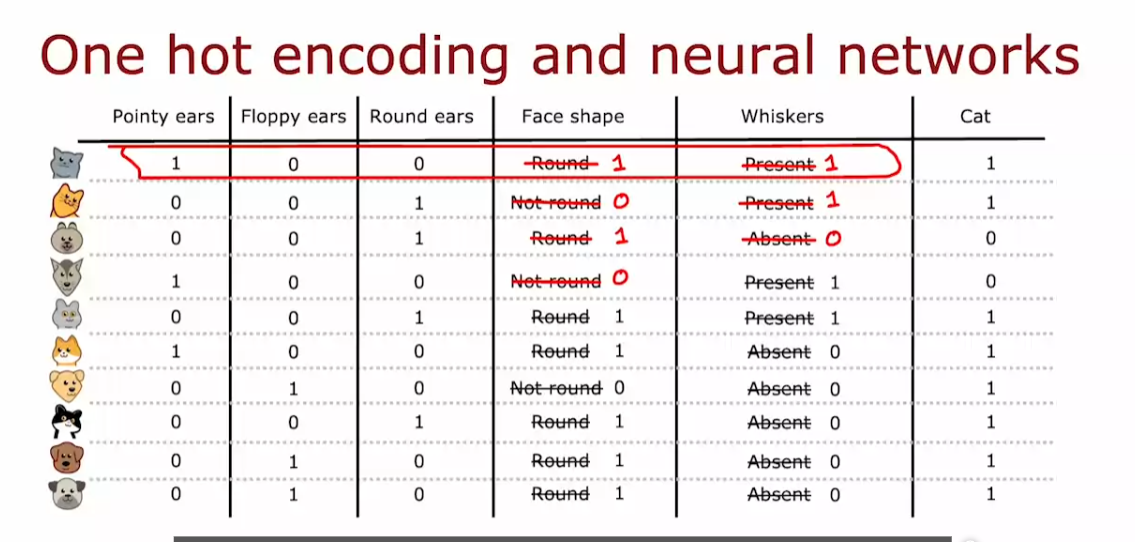 One hot encoding and neural networks
Pointy ears Floppy ears Round ears Face shape Whiskers Cat
1 0 0 Round 1 Present 1 1
0 0 1 Not round 0 Present 1 1
0 0 1 Round 1 Absent 0 0
1 0 0 Not round 0 Present 1 0
0 0 1 Round 1 Present 1 1
1 0 0 Round 1 Absent 0 1
0 1 0 Not round 0 Absent 0 1
0 0 1 Round 1 Absent 0 1
0 1 0 Round 1 Absent 0 1
0 1 0 Round 1 Absent 0 1